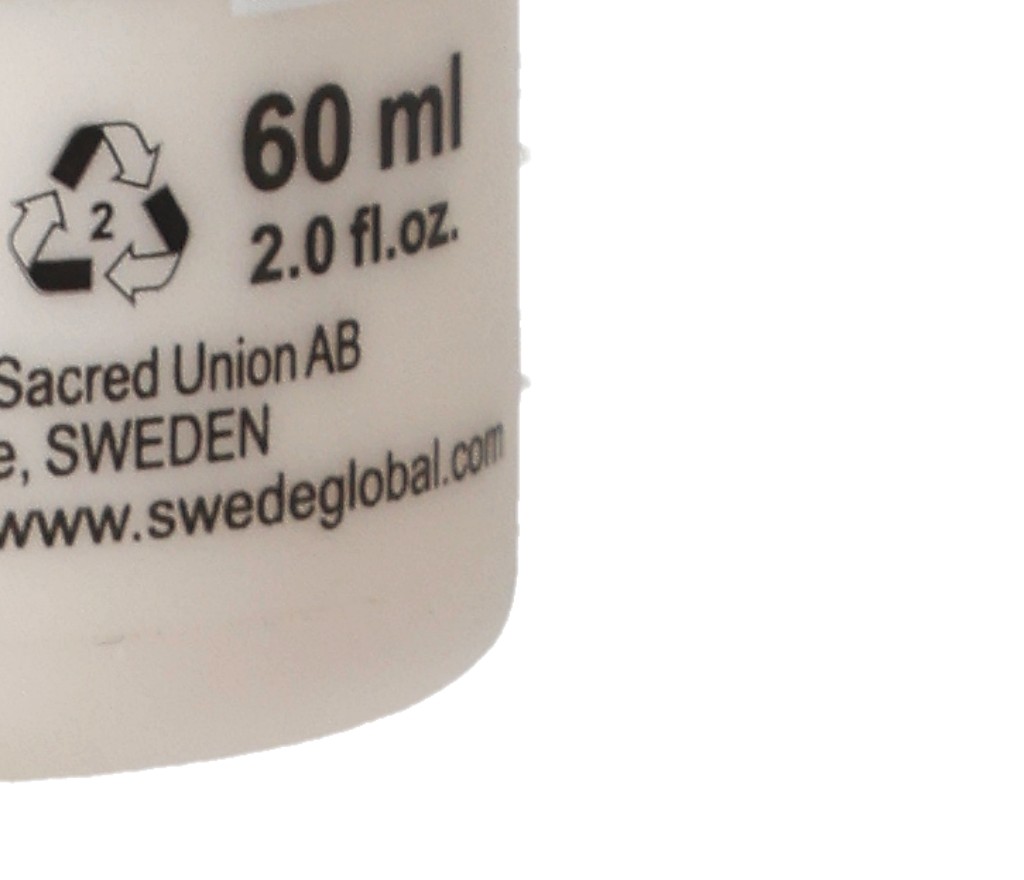 60 ml
2
2.0 fl.oz.
Sacred Union AB
e, SWEDEN
www.swedeglobal.com